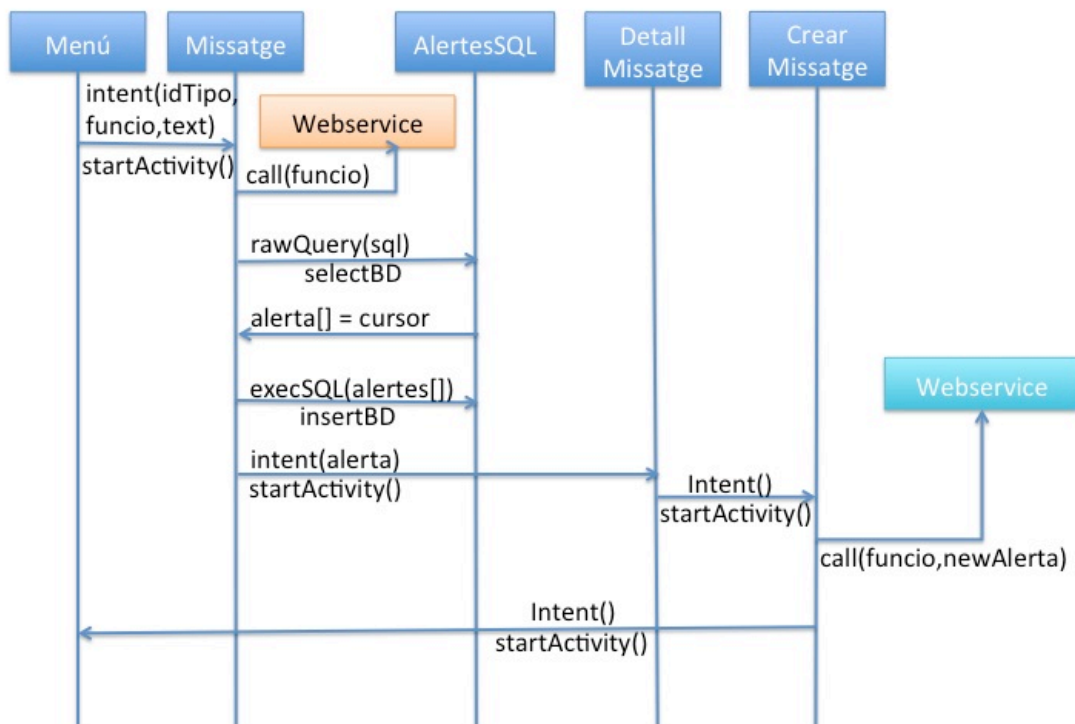 Menú
Missatge
AlertesSQL
Detall
Missatge
Crear
Missatge
intent(idTipo,
funcio,text)
startActivity()
Webservice
call(funcio)
rawQuery(sql)
selectBD
alerta[] = cursor
execSQL(alertes[])
insertBD
Webservice
intent(alerta)
startActivity()
Intent()
startActivity()
call(funcio,newAlerta)
Intent()
startActivity()